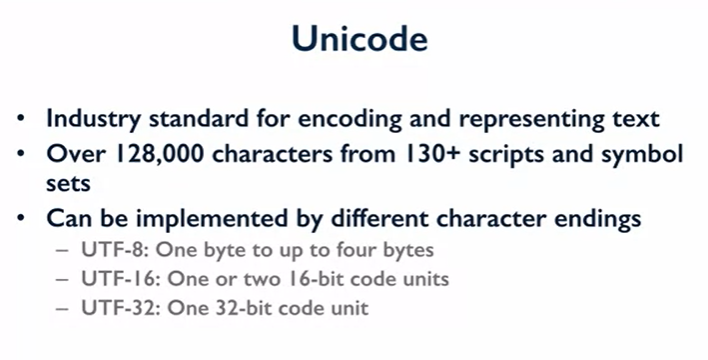 Unicode
• Industry standard for encoding and representing text
• Over 128,000 characters from 130+ scripts and symbol
sets
• Can be implemented by different character endings
– UTF-8: One byte to up to four bytes
– UTF-16: One or two 16-bit code units
– UTF-32: One 32-bit code unit